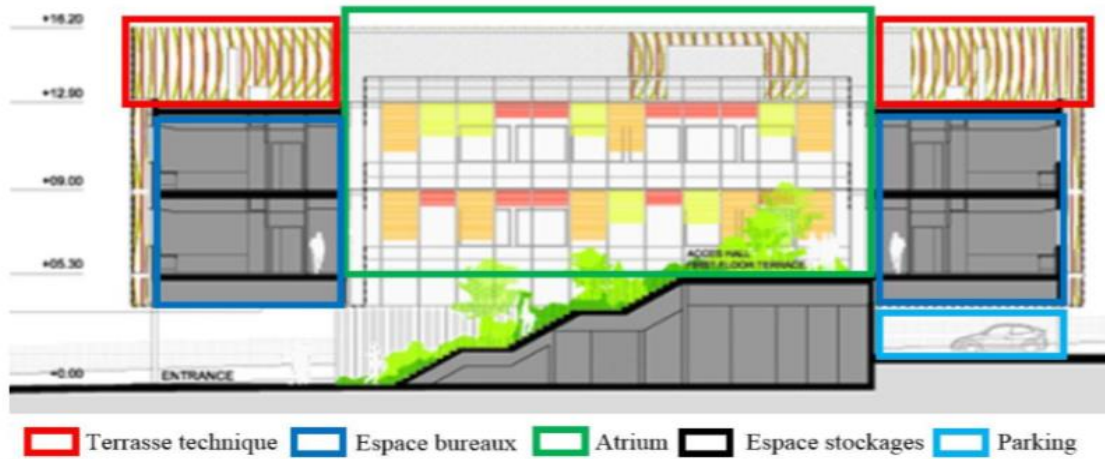 +16.20
+12.90
+09.00
ACCES HALL
FIRST FLOOR TERRACE
+05.30
+0.00
ENTRANCE
Terrasse technique Espace bureaux Atrium Espace stockages Parking